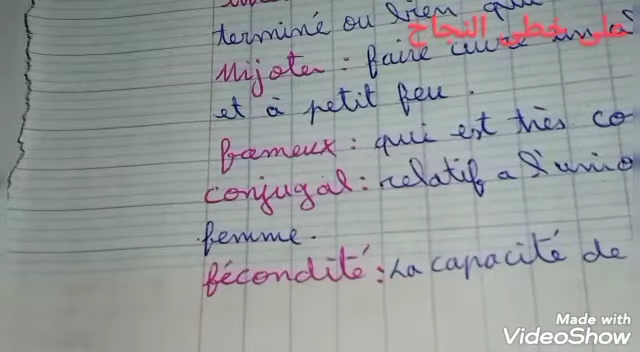 terminé ou bien
على خطى النجاح
Mijoter : faire
et à petit feu .
fameux : qui est très co
conjugal : relatif a l'unio
femme .
fécondité : La capacité de
Made with
VideoShow